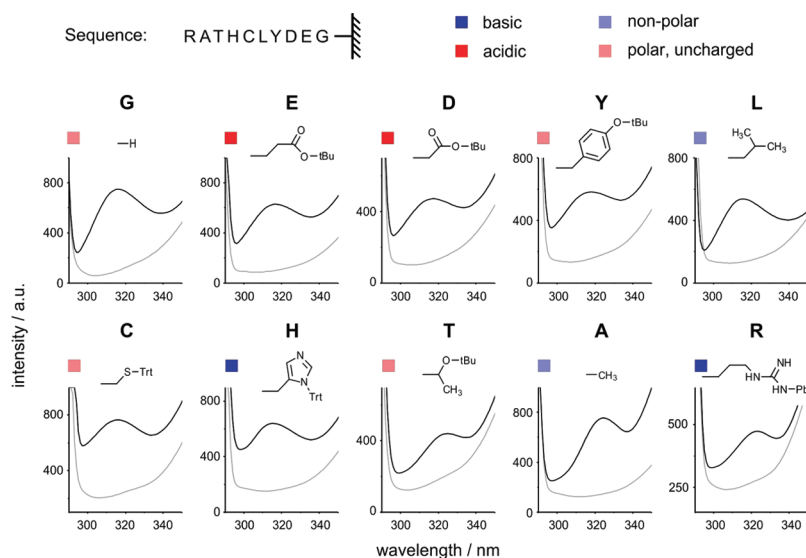 Sequence: RATHCLYDEG
basic
acidic
non-polar
polar, uncharged
G
E
D
Y
L
—H
O
O—tBu
O
O—tBu
O—tBu
H3C
CH3
800
400
0
300 320 340
800
400
0
300 320 340
400
0
300 320 340
800
400
0
300 320 340
800
400
0
300 320 340
C
H
T
A
R
S—Trt
N
N
Trt
O—tBu
CH3
—CH3
NH
HN
HN—Pb
800
400
300 320 340
800
400
300 320 340
400
0
300 320 340
800
400
0
300 320 340
500
250
300 320 340
intensity / a.u.
wavelength / nm